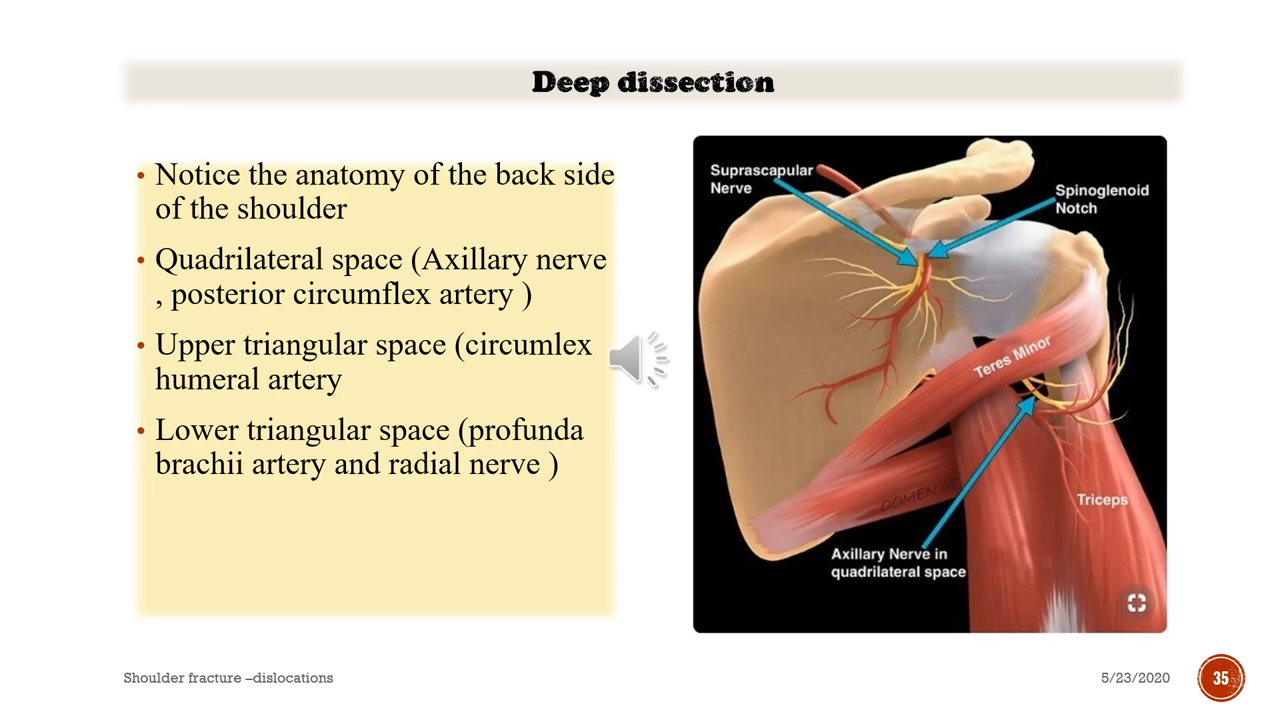 Deep dissection
• Notice the anatomy of the back side
of the shoulder
• Quadrilateral space (Axillary nerve
, posterior circumflex artery )
• Upper triangular space (circumlex
humeral artery
• Lower triangular space (profunda
brachii artery and radial nerve )
Suprascapular
Nerve
Spinoglenoid
Notch
Teres Minor
Triceps
Axillary Nerve in
quadrilateral space
Shoulder fracture –dislocations
5/23/2020
35